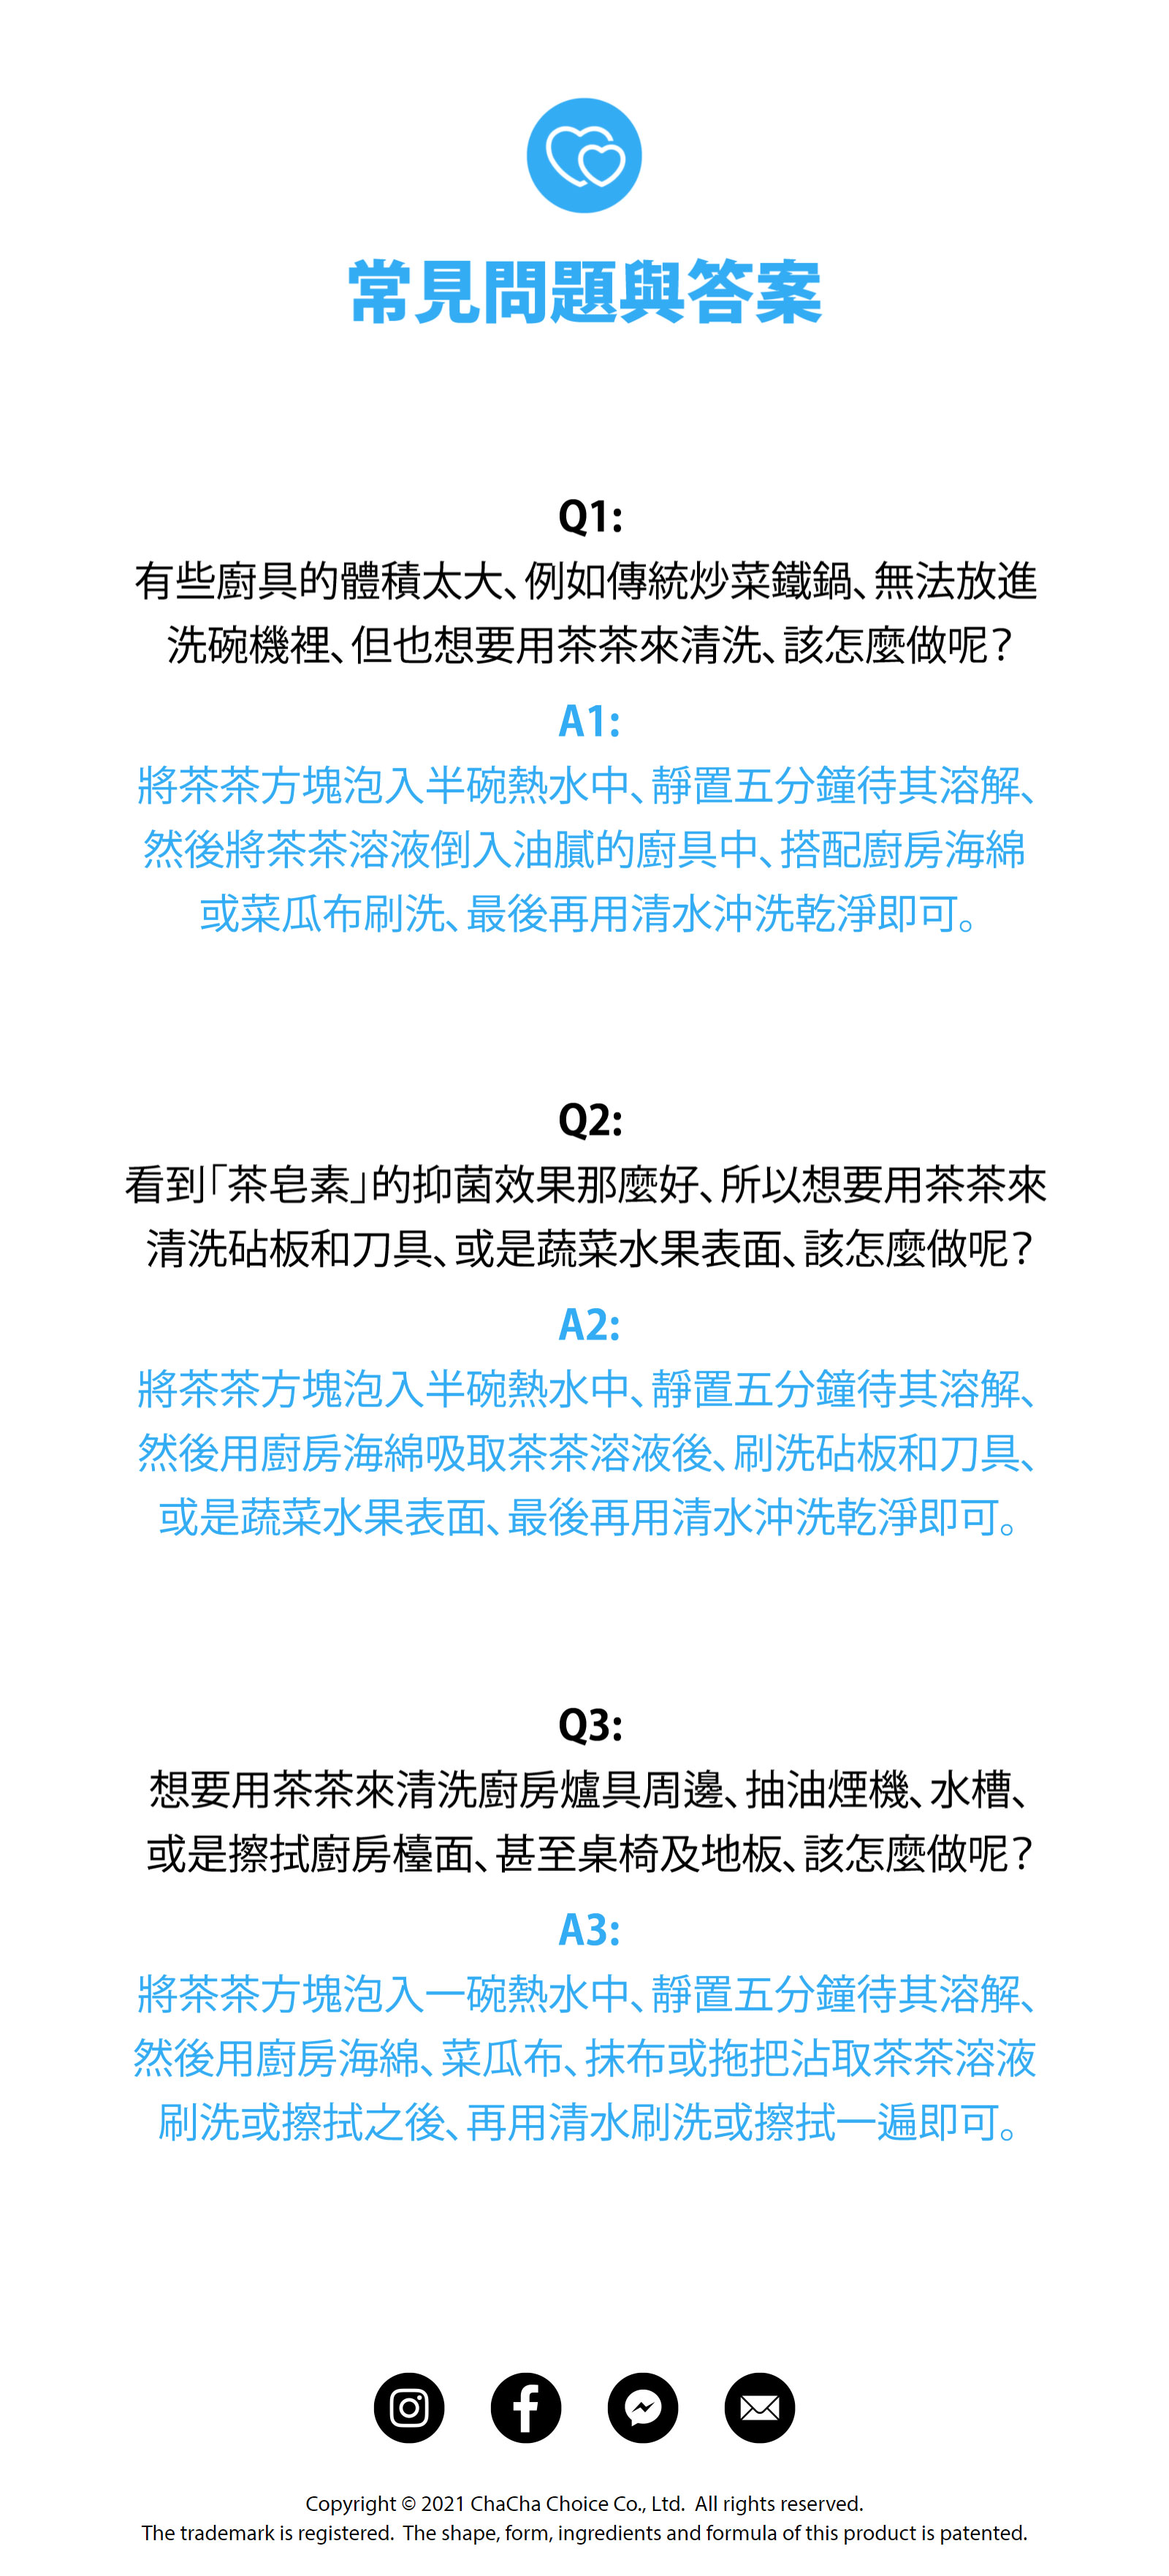 常見問題與答案
Q1:
有些廚具的體積太大、例如傳統炒菜鐵鍋、無法放進
洗碗機裡、但也想要用茶茶來清洗、該怎麼做呢？
A1:
將茶茶方塊泡入半碗熱水中、靜置五分鐘待其溶解、
然後將茶茶溶液倒入油膩的廚具中、搭配廚房海綿
或菜瓜布刷洗、最後再用清水沖洗乾淨即可。
Q2:
看到「茶皂素」的抑菌效果那麼好、所以想要用茶茶來
清洗砧板和刀具、或是蔬菜水果表面、該怎麼做呢？
A2:
將茶茶方塊泡入半碗熱水中、靜置五分鐘待其溶解、
然後用廚房海綿吸取茶茶溶液後、刷洗砧板和刀具、
或是蔬菜水果表面、最後再用清水沖洗乾淨即可。
Q3:
想要用茶茶來清洗廚房爐具周邊、抽油煙機、水槽、
或是擦拭廚房檯面、甚至桌椅及地板、該怎麼做呢？
A3:
將茶茶方塊泡入一碗熱水中、靜置五分鐘待其溶解、
然後用廚房海綿、菜瓜布、抹布或拖把沾取茶茶溶液
刷洗或擦拭之後、再用清水刷洗或擦拭一遍即可。
Copyright © 2021 ChaCha Choice Co., Ltd.  All rights reserved.
The trademark is registered.  The shape, form, ingredients and formula of this product is patented.